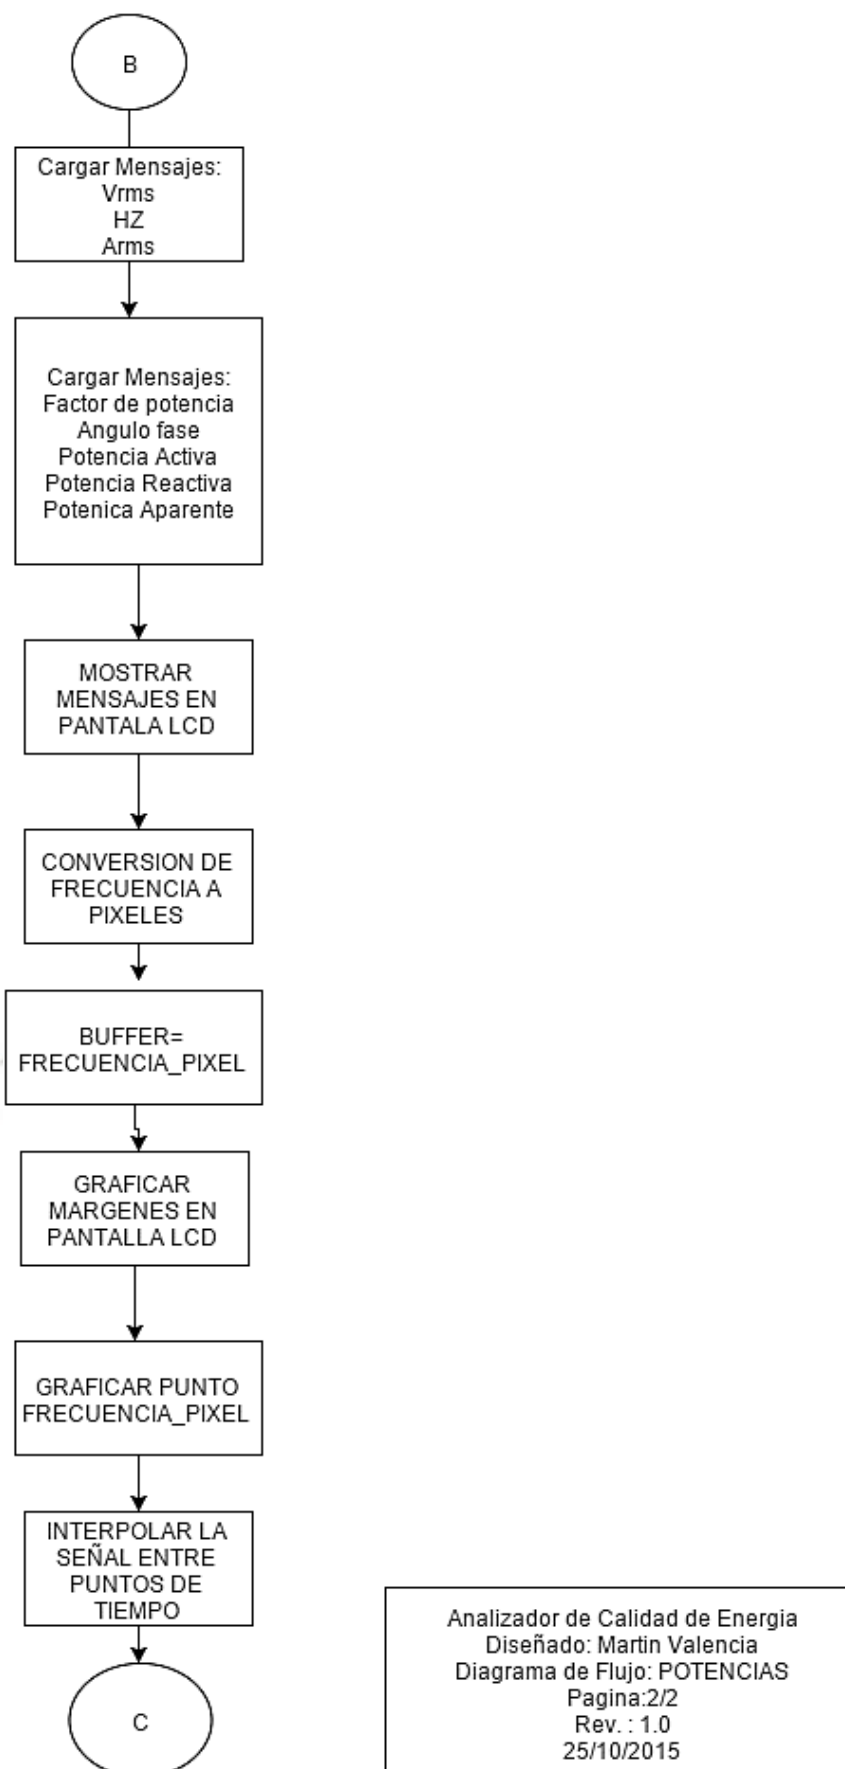 B
Cargar Mensajes:
Vrms
HZ
Arms
Cargar Mensajes:
Factor de potencia
Angulo fase
Potencia Activa
Potencia Reactiva
Potenica Aparente
MOSTRAR
MENSAJES EN
PANTALA LCD
CONVERSION DE
FRECUENCIA A
PIXELES
BUFFER=
FRECUENCIA_PIXEL
GRAFICAR
MARGENES EN
PANTALLA LCD
GRAFICAR PUNTO
FRECUENCIA_PIXEL
INTERPOLAR LA
SEÑAL ENTRE
PUNTOS DE
TIEMPO
C
Analizador de Calidad de Energia
Diseñado: Martin Valencia
Diagrama de Flujo: POTENCIAS
Pagina:2/2
Rev. : 1.0
25/10/2015